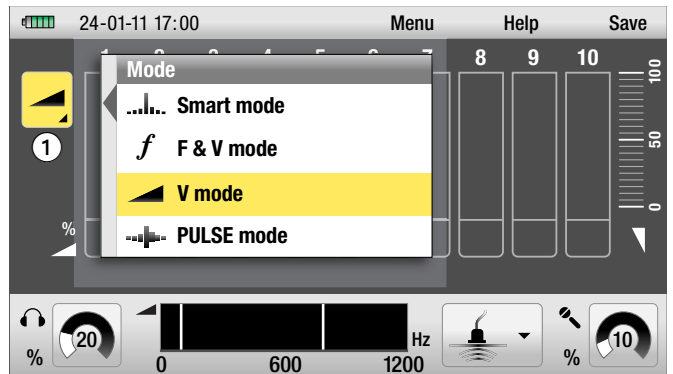 24-01-11 17:00 Menu Help Save
8 9 10
Mode
Smart mode
f F & V mode
V mode
PULSE mode
1
%
100
50
0
20
%
Hz
0 600 1200
10
%